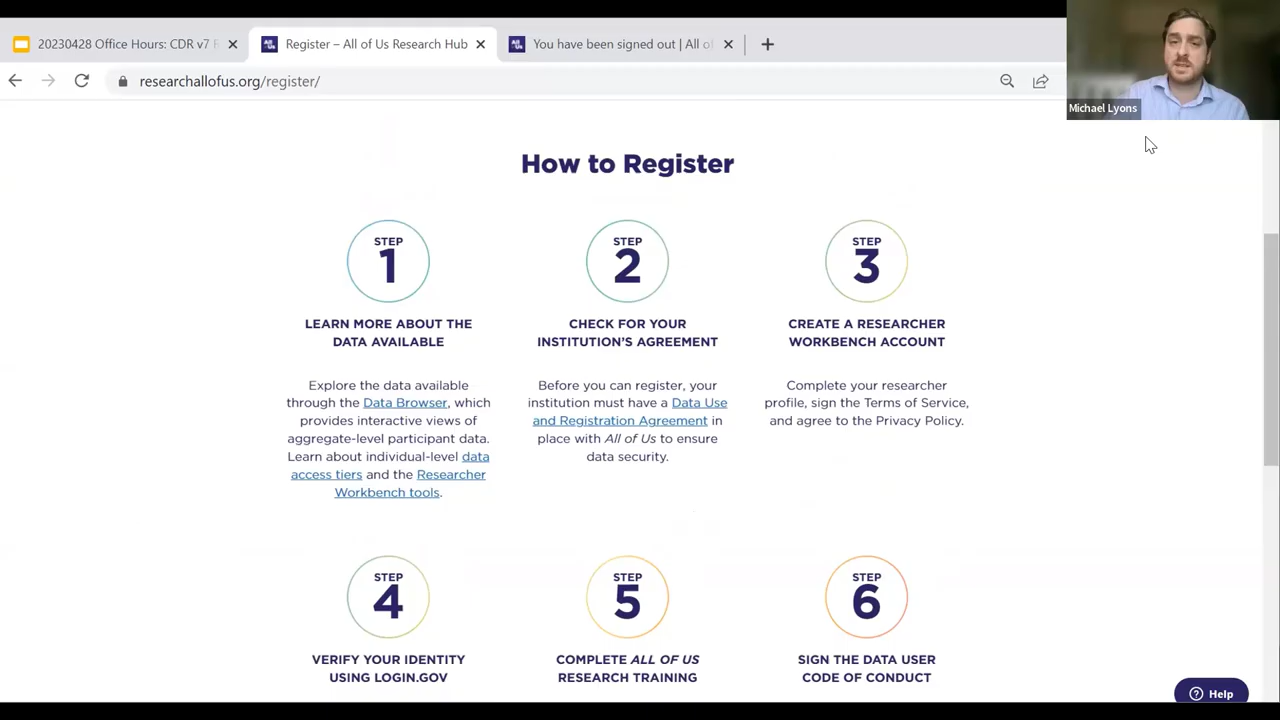 20230428 Office Hours: CDR v7
Register – All of Us Research Hub
You have been signed out | All of
researchallofus.org/register/
Michael Lyons
How to Register
STEP
1
LEARN MORE ABOUT THE
DATA AVAILABLE
Explore the data available
through the Data Browser, which
provides interactive views of
aggregate-level participant data.
Learn about individual-level data
access tiers and the Researcher
Workbench tools.
STEP
2
CHECK FOR YOUR
INSTITUTION'S AGREEMENT
Before you can register, your
institution must have a Data Use
and Registration Agreement in
place with All of Us to ensure
data security.
STEP
3
CREATE A RESEARCHER
WORKBENCH ACCOUNT
Complete your researcher
profile, sign the Terms of Service,
and agree to the Privacy Policy.
STEP
4
VERIFY YOUR IDENTITY
USING LOGIN.GOV
STEP
5
COMPLETE ALL OF US
RESEARCH TRAINING
STEP
6
SIGN THE DATA USER
CODE OF CONDUCT
Help